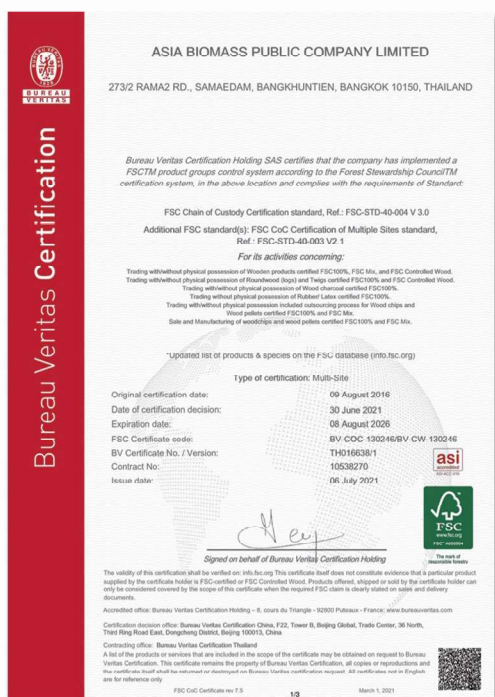 BUREAU
VERITAS
Bureau Veritas Certification
ASIA BIOMASS PUBLIC COMPANY LIMITED
273/2 RAMA2 RD., SAMAEDAM, BANGKHUNTIEN, BANGKOK 10150, THAILAND
Bureau Veritas Certification Holding SAS certifies that the company has implemented a
FSCTM product groups control system according to the Forest Stewardship CouncilTM
certification system, in the above location and complies with the requirements of Standard:
FSC Chain of Custody Certification standard, Ref.: FSC-STD-40-004 V 3.0
Additional FSC standard(s): FSC CoC Certification of Multiple Sites standard,
Ref.: FSC-STD-40-003 V2.1
For its activities concerning:
Trading with/without physical possession of Wooden products certified FSC100%, FSC Mix, and FSC Controlled Wood.
Trading with/without physical possession of Roundwood (logs) and Twigs certified FSC100% and FSC Controlled Wood.
Trading with/without physical possession of Wood charcoal certified FSC100%.
Trading without physical possession of Rubber/ Latex certified FSC100%.
Trading with/without physical possession included outsourcing process for Wood chips and
Wood pellets certified FSC100% and FSC Mix.
Sale and Manufacturing of woodchips and wood pellets certified FSC100% and FSC Mix.
*Updated list of products & species on the FSC database (info.fsc.org)
Type of certification: Multi-Site
Original certification date: 09 August 2016
Date of certification decision: 30 June 2021
Expiration date: 08 August 2026
FSC Certificate code: BV-COC-130246/BV-CW-130246
BV Certificate No. / Version: TH016638/1
Contract No: 10538270
Issue date: 06 July 2021
asi
accredited
FSC
www.fsc.org
The mark of
responsible forestry
Signed on behalf of Bureau Veritas Certification Holding
The validity of this certification shall be verified on: info.fsc.org This certificate itself does not constitute evidence that a particular product
supplied by the certificate holder is FSC-certified or FSC Controlled Wood. Products offered, shipped or sold by the certificate holder can
only be considered covered by the scope of this certificate when the required FSC claim is clearly stated on sales and delivery
documents.
Accredited office: Bureau Veritas Certification Holding – 8, cours du Triangle - 92800 Puteaux - France; www.bureauveritas.com
Certification decision office: Bureau Veritas Certification China, F22, Tower B, Beijing Global, Trade Center, 36 North,
Third Ring Road East, Dongcheng District, Beijing 100013, China
Contracting office: Bureau Veritas Certification Thailand
A list of the products or services that are included in the scope of the certificate may be obtained on request to Bureau
Veritas Certification. This certificate remains the property of Bureau Veritas Certification, all copies or reproductions and
the certificate itself shall be returned or destroyed on Bureau Veritas certification request. All certificates not in English
are for reference only
FSC CoC Certificate rev 7.5
1/3
March 1, 2021